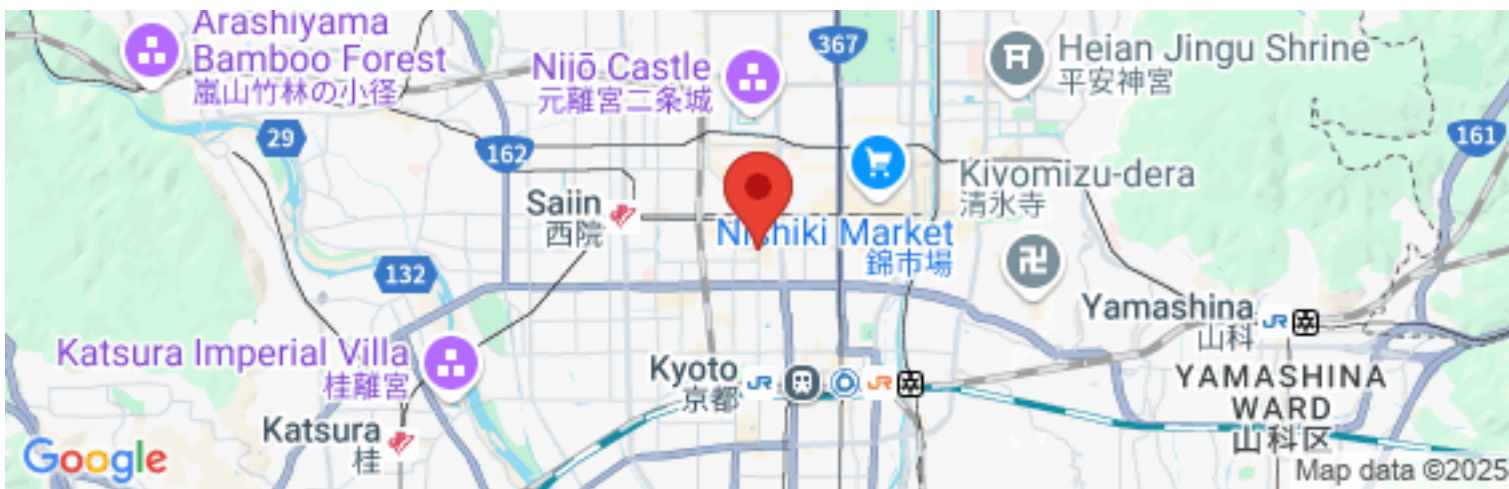 Arashiyama
Bamboo Forest
嵐山竹林の小径
367
Nijō Castle
元離宮二条城
Heian Jingu Shrine
平安神宮
29
162
161
Saiin
西院
Kiyomizu-dera
清水寺
Nishiki Market
錦市場
132
Yamashina
山科
JR
Katsura Imperial Villa
桂離宮
Kyoto
京都
JR
JR
YAMASHINA
WARD
山科区
Katsura
桂
Google
Map data ©2025